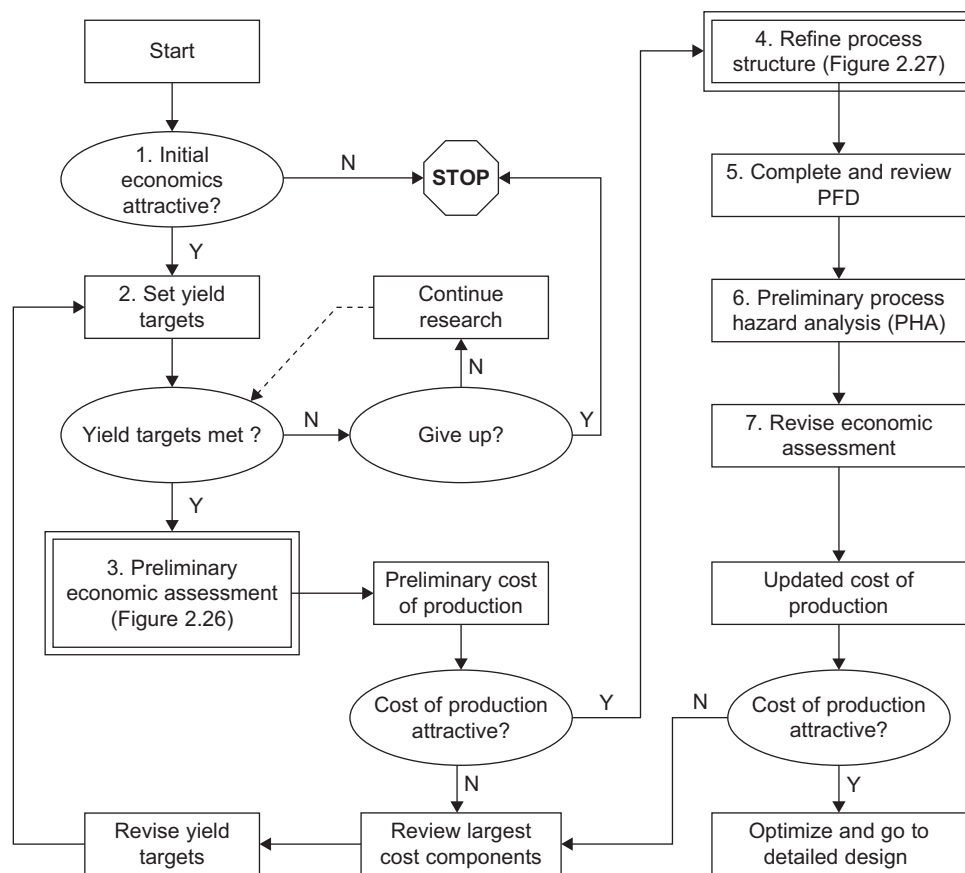 Start
1. Initial
economics
attractive?
N
STOP
Y
2. Set yield
targets
Continue
research
N
Yield targets met ?
N
Give up?
Y
Y
3. Preliminary
economic assessment
(Figure 2.26)
Preliminary cost
of production
Cost of production
attractive?
Y
N
Review largest
cost components
Revise yield
targets
4. Refine process
structure (Figure 2.27)
5. Complete and review
PFD
6. Preliminary process
hazard analysis (PHA)
7. Revise economic
assessment
Updated cost of
production
Cost of production
attractive?
N
Y
Optimize and go to
detailed design